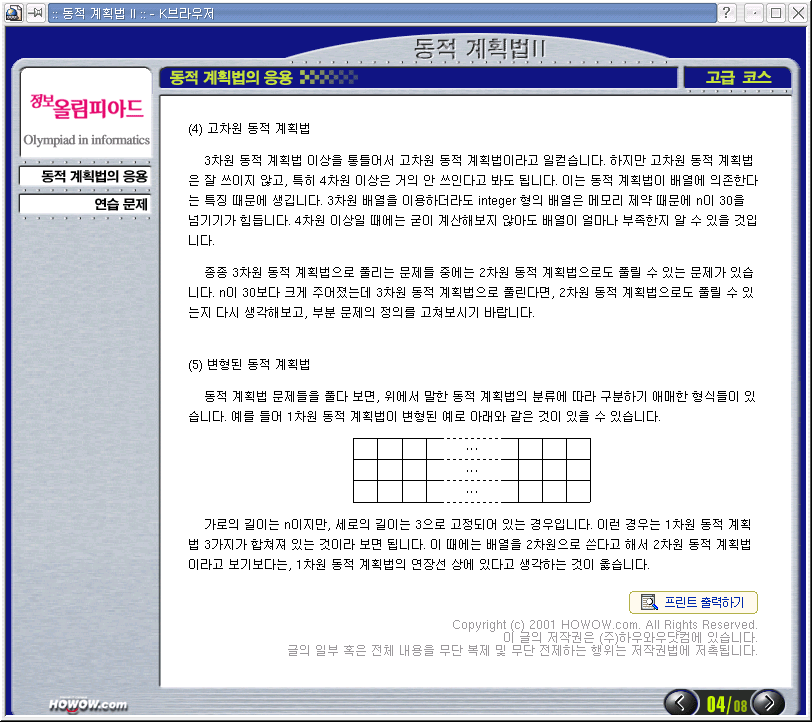 :: 동적 계획법 II :: - K브라우저
동적 계획법II
동적 계획법의 응용
고급 코스
정보올림피아드
Olympiad in informatics
동적 계획법의 응용
연습 문제
(4) 고차원 동적 계획법
3차원 동적 계획법 이상을 통틀어서 고차원 동적 계획법이라고 일컫습니다. 하지만 고차원 동적 계획법
은 잘 쓰이지 않고, 특히 4차원 이상은 거의 안 쓰인다고 봐도 됩니다. 이는 동적 계획법이 배열에 의존한다
는 특징 때문에 생깁니다. 3차원 배열을 이용하더라도 integer 형의 배열은 메모리 제약 때문에 n이 30을
넘기기가 힘듭니다. 4차원 이상일 때에는 굳이 계산해보지 않아도 배열이 얼마나 부족한지 알 수 있을 것입
니다.
종종 3차원 동적 계획법으로 풀리는 문제들 중에는 2차원 동적 계획법으로도 풀릴 수 있는 문제가 있습
니다. n이 30보다 크게 주어졌는데 3차원 동적 계획법으로 풀린다면, 2차원 동적 계획법으로도 풀릴 수 있
는지 다시 생각해보고, 부분 문제의 정의를 고쳐보시기 바랍니다.
(5) 변형된 동적 계획법
동적 계획법 문제들을 풀다 보면, 위에서 말한 동적 계획법의 분류에 따라 구분하기 애매한 형식들이 있
습니다. 예를 들어 1차원 동적 계획법이 변형된 예로 아래와 같은 것이 있을 수 있습니다.
...
...
...
가로의 길이는 n이지만, 세로의 길이는 3으로 고정되어 있는 경우입니다. 이런 경우는 1차원 동적 계획
법 3가지가 합쳐져 있는 것이라 보면 됩니다. 이 때에는 배열을 2차원으로 쓴다고 해서 2차원 동적 계획법
이라고 보기보다는, 1차원 동적 계획법의 연장선 상에 있다고 생각하는 것이 옳습니다.
프린트 출력하기
Copyright (c) 2001 HOWOW.com. All Rights Reserved.
이 글의 저작권은 (주)하우와우닷컴에 있습니다.
글의 일부 혹은 전체 내용을 무단 복제 및 무단 전제하는 행위는 저작권법에 저촉됩니다.
HOWOW.com
04/08